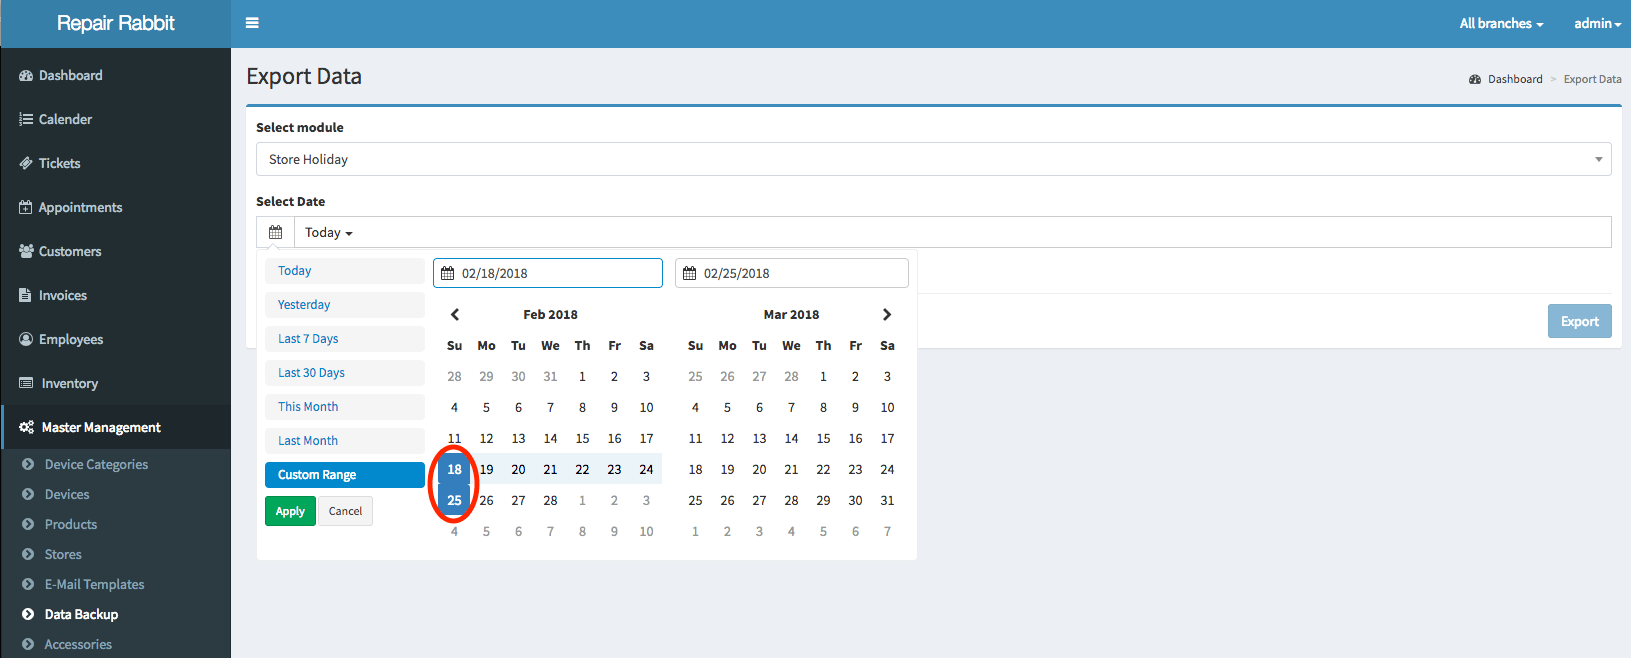 Repair Rabbit
All branches
admin
Dashboard
Calender
Tickets
Appointments
Customers
Invoices
Employees
Inventory
Master Management
Device Categories
Devices
Products
Stores
E-Mail Templates
Data Backup
Accessories
Export Data
Dashboard > Export Data
Select module
Store Holiday
Select Date
Today
Today
Yesterday
Last 7 Days
Last 30 Days
This Month
Last Month
Custom Range
Apply Cancel
02/18/2018
02/25/2018
Feb 2018
Su Mo Tu We Th Fr Sa
28 29 30 31 1 2 3
4 5 6 7 8 9 10
11 12 13 14 15 16 17
18 19 20 21 22 23 24
25 26 27 28 1 2 3
4 5 6 7 8 9 10
Mar 2018
Su Mo Tu We Th Fr Sa
25 26 27 28 1 2 3
4 5 6 7 8 9 10
11 12 13 14 15 16 17
18 19 20 21 22 23 24
25 26 27 28 29 30 31
1 2 3 4 5 6 7
Export